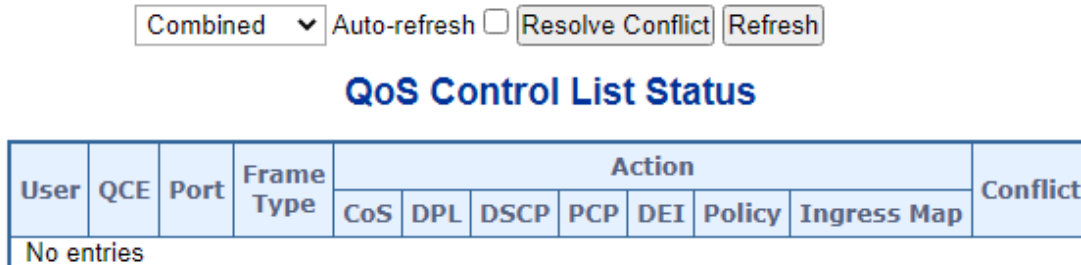 Combined Auto-refresh Resolve Conflict Refresh
QoS Control List Status
User QCE Port Frame Type Action Conflict
CoS DPL DSCP PCP DEI Policy Ingress Map
No entries